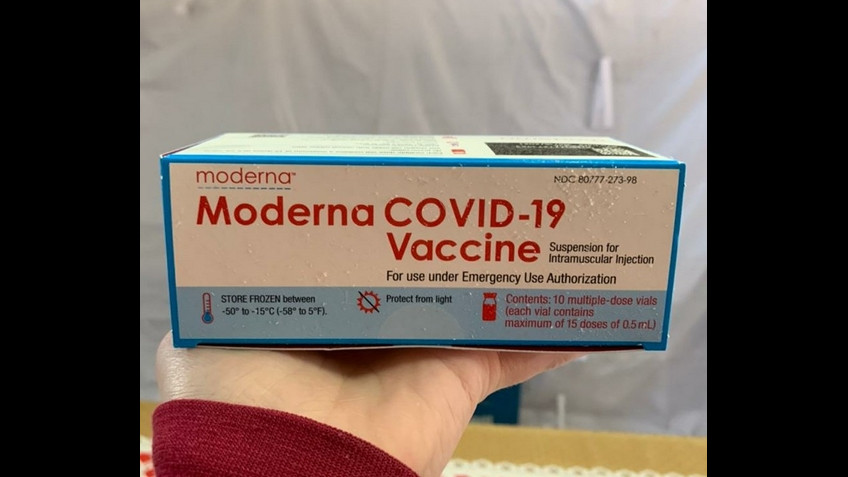 moderna™
NDC 80777-273-98
Moderna COVID-19
Vaccine
Suspension for
Intramuscular Injection
For use under Emergency Use Authorization
STORE FROZEN between
-50° to -15°C (-58° to 5°F).
Protect from light
Contents: 10 multiple-dose vials
(each vial contains
maximum of 15 doses of 0.5 mL)